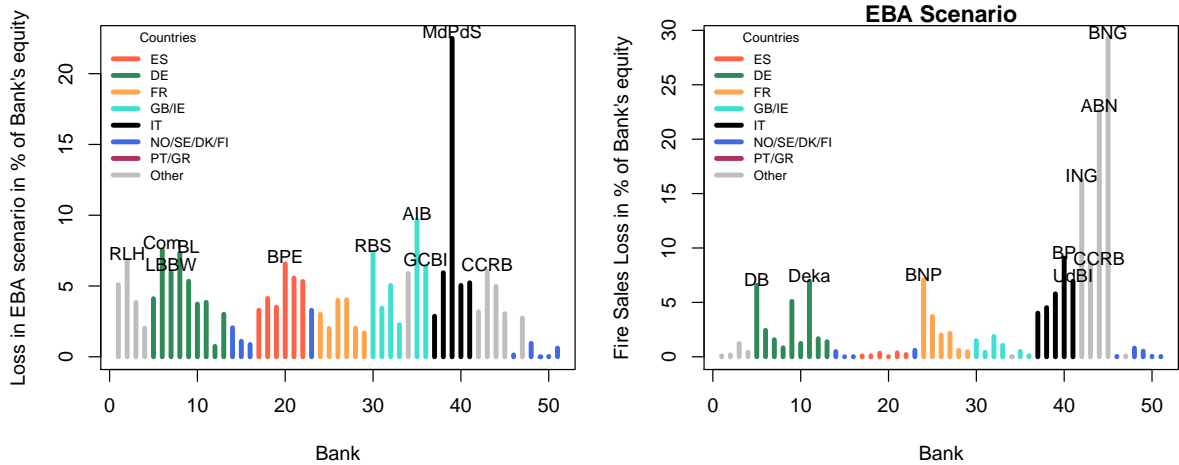 Loss in EBA scenario in % of Bank's equity
Countries
ES
DE
FR
GB/IE
IT
NO/SE/DK/FI
PT/GR
Other
MdPdS
AIB
RBS
GCBI
CCRB
BPE
RLH
Com
BL
LBBW
0
5
10
15
20
0
10
20
30
40
50
Bank
EBA Scenario
Fire Sales Loss in % of Bank's equity
Countries
ES
DE
FR
GB/IE
IT
NO/SE/DK/FI
PT/GR
Other
BNG
ABN
ING
BP
CCRB
UdBI
BNP
Deka
DB
0
5
10
15
20
25
30
0
10
20
30
40
50
Bank